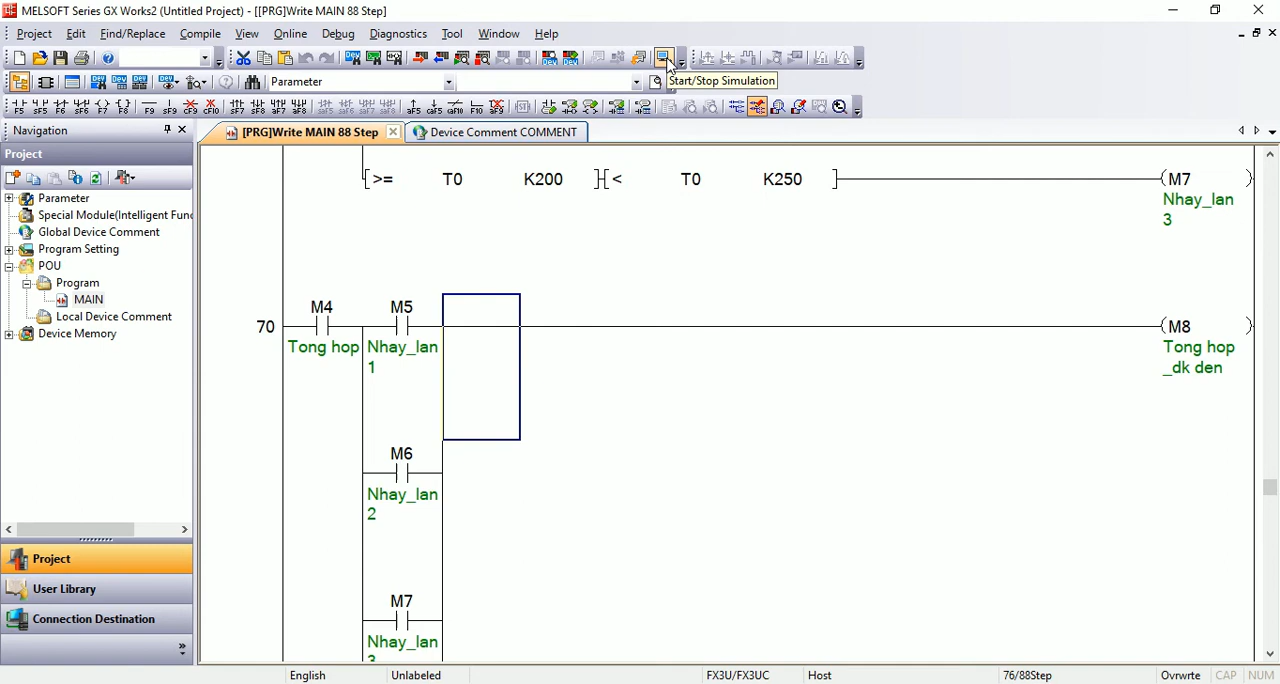 MELSOFT Series GX Works2 (Untitled Project) - [[PRG]Write MAIN 88 Step]
Project Edit Find/Replace Compile View Online Debug Diagnostics Tool Window Help
Parameter
Start/Stop Simulation
Navigation
[PRG]Write MAIN 88 Step
Device Comment COMMENT
Project
Parameter
Special Module(Intelligent Func
Global Device Comment
Program Setting
POU
Program
MAIN
Local Device Comment
Device Memory
Project
User Library
Connection Destination
[>= T0 K200 ][< T0 K250 ] (M7 )
Nhay_lan
3
M4 M5
70 (M8 )
Tong hop Nhay_lan Tong hop
1 _dk den
M6
Nhay_lan
2
M7
Nhay_lan
3
English Unlabeled FX3U/FX3UC Host 76/88Step Ovrwrte CAP NUM